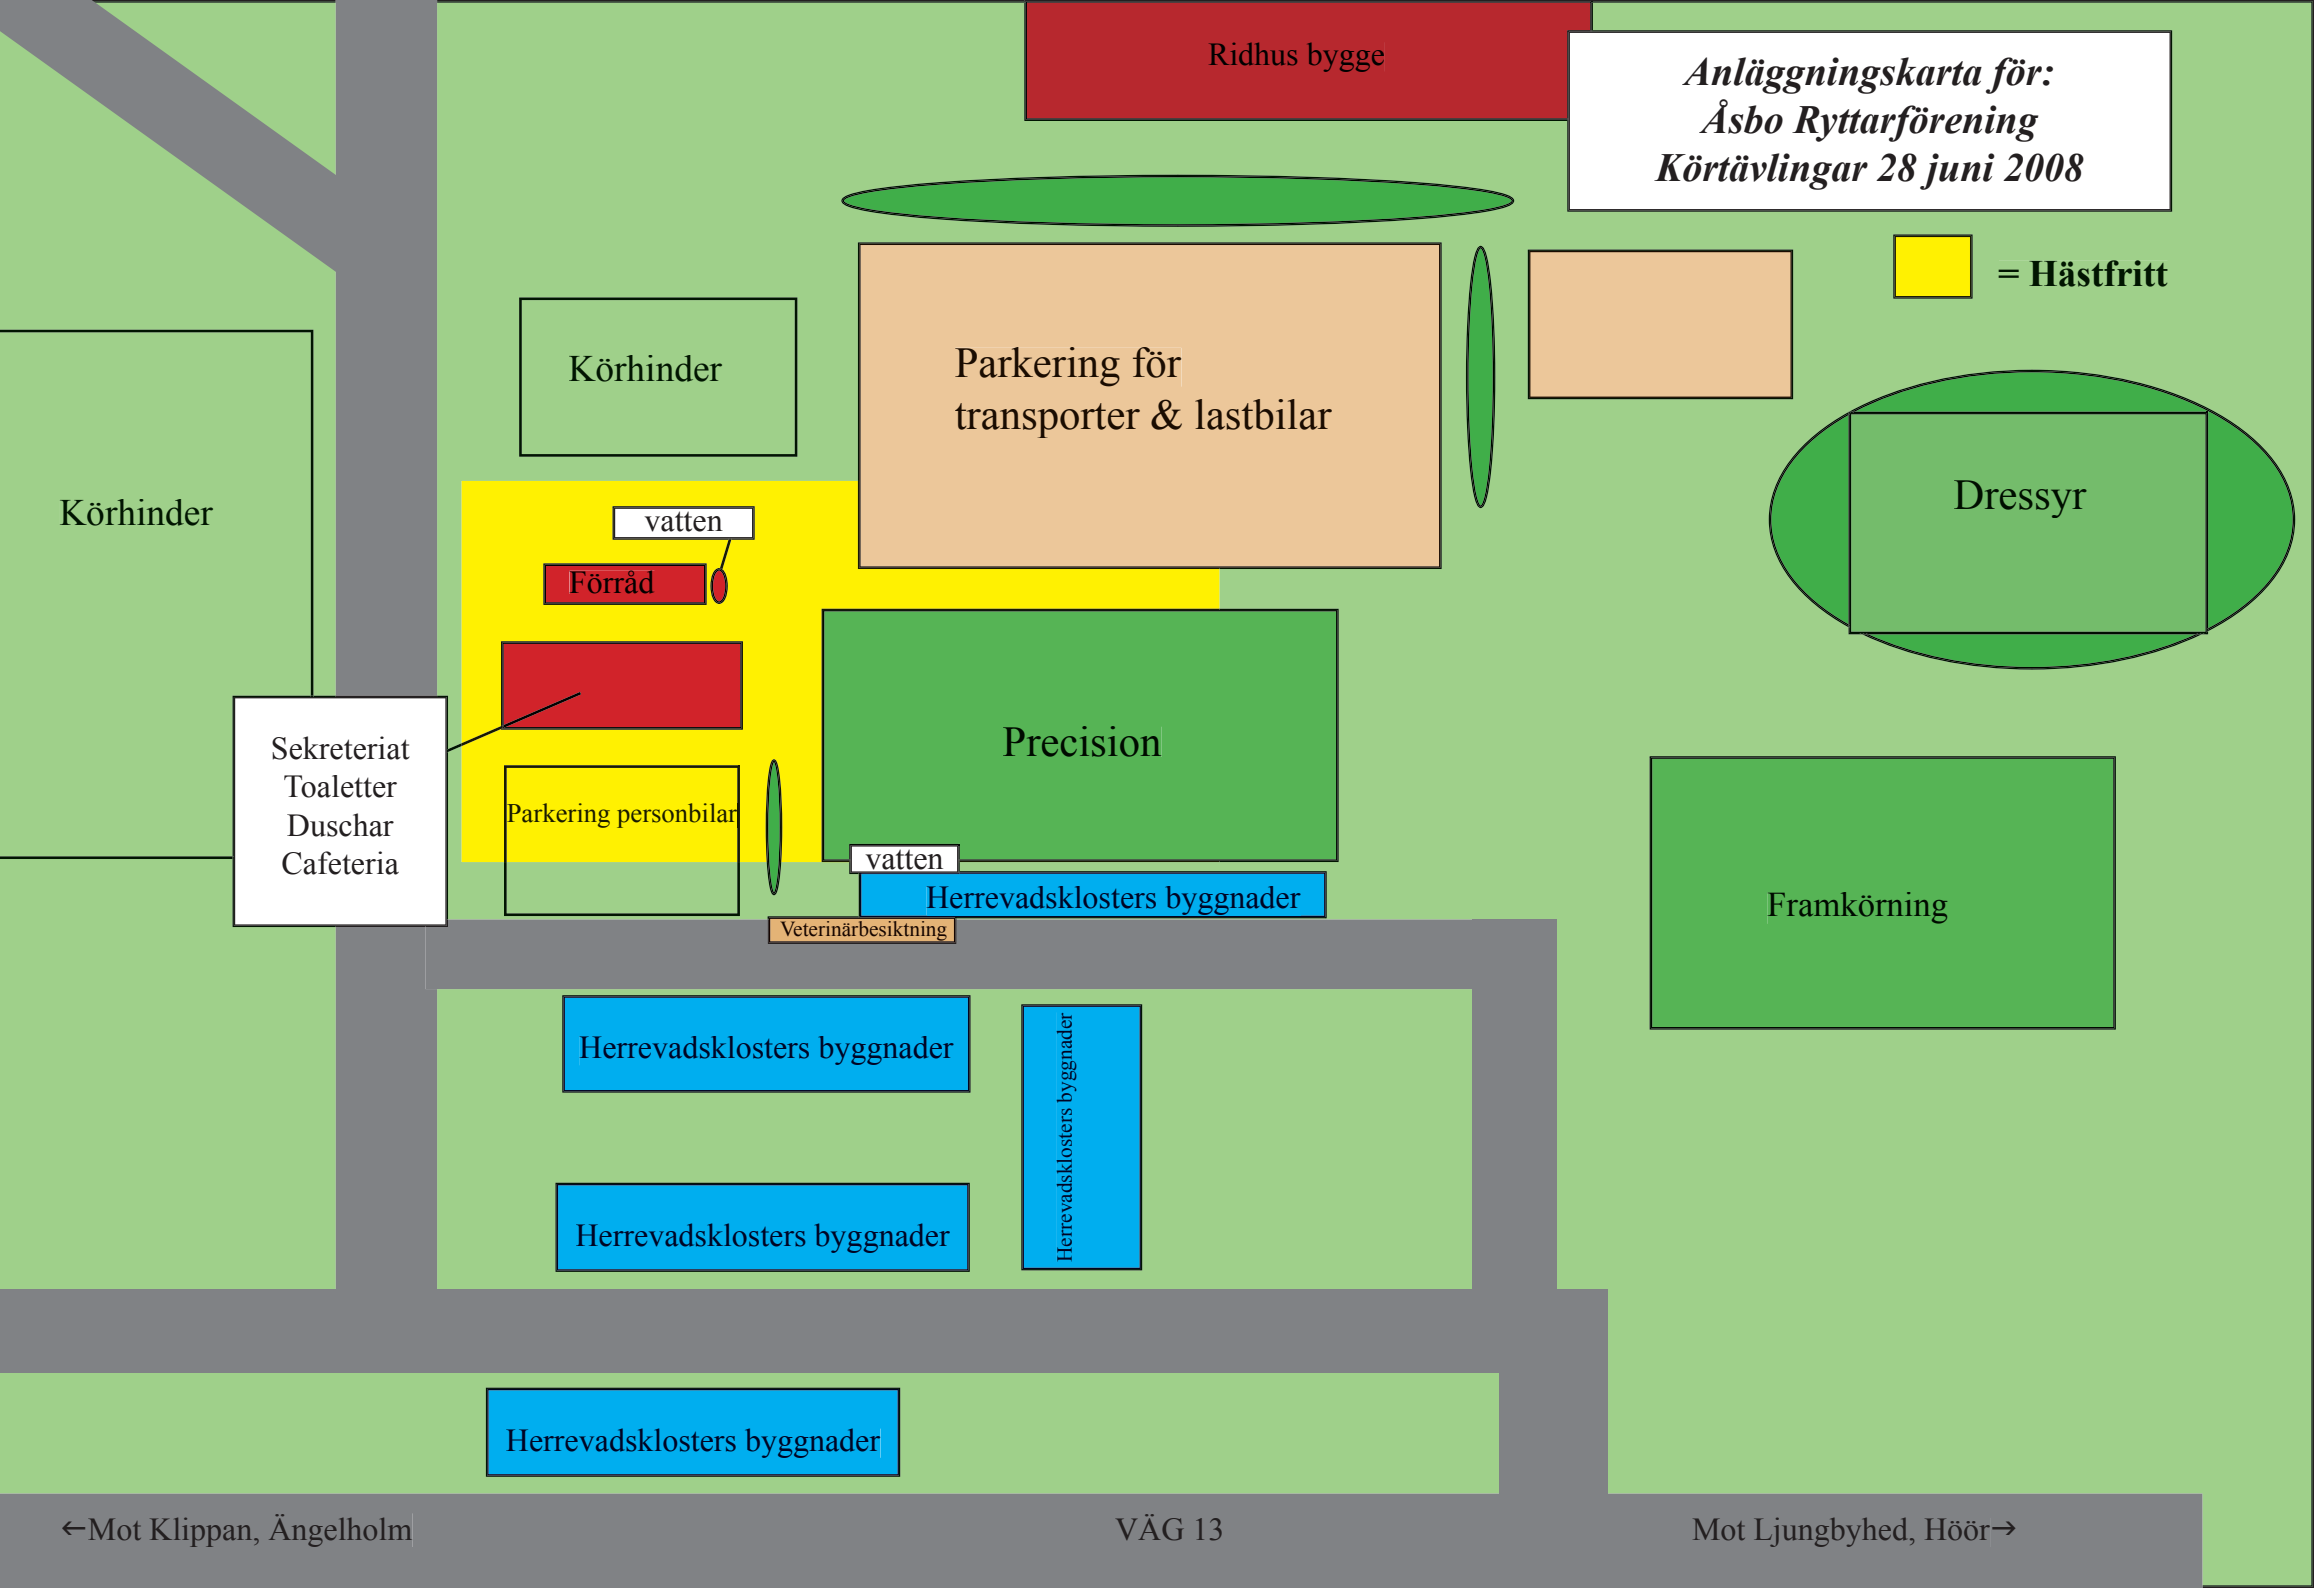 Ridhus bygge
Anläggningskarta för:
Åsbo Ryttarförening
Körtävlingar 28 juni 2008
= Hästfritt
Körhinder
Parkering för
transporter & lastbilar
Körhinder
Dressyr
vatten
Förråd
Precision
Sekreteriat
Toaletter
Duschar
Cafeteria
Parkering personbilar
vatten
Herrevadsklosters byggnader
Veterinärbesiktning
Framkörning
Herrevadsklosters byggnader
Herrevadsklosters byggnader
Herrevadsklosters byggnader
Herrevadsklosters byggnader
←Mot Klippan, Ängelholm
VÄG 13
Mot Ljungbyhed, Höör→